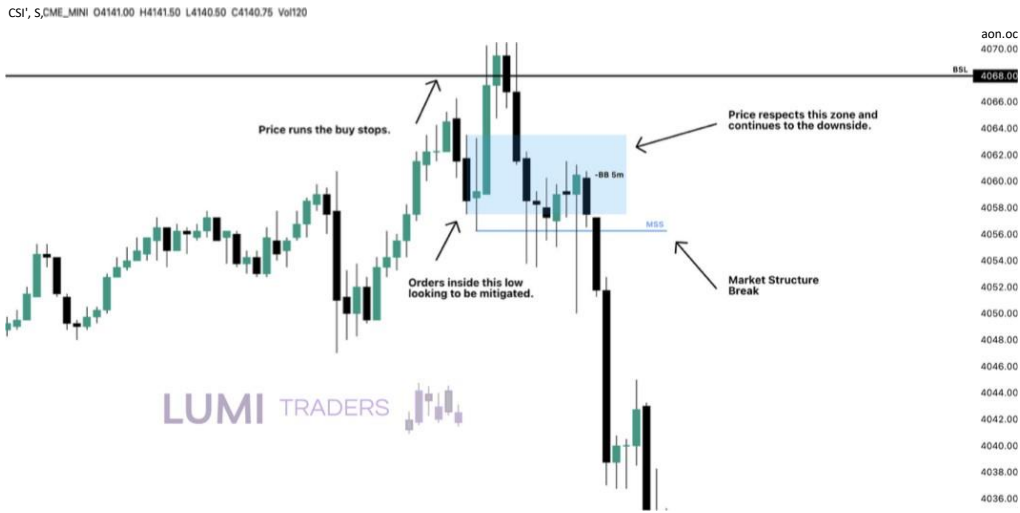 CSI', S,CME_MINI O4141.00 H4141.50 L4140.50 C4140.75 Vol120
aon.oc
4070.00
BSL
4068.00
4066.00
Price runs the buy stops.
Price respects this zone and
continues to the downside.
4064.00
4062.00
-BB 5m
4060.00
4058.00
MSS
4056.00
4054.00
Orders inside this low
looking to be mitigated.
Market Structure
Break
4052.00
4050.00
4048.00
4046.00
4044.00
LUMI TRADERS
4042.00
4040.00
4038.00
4036.00